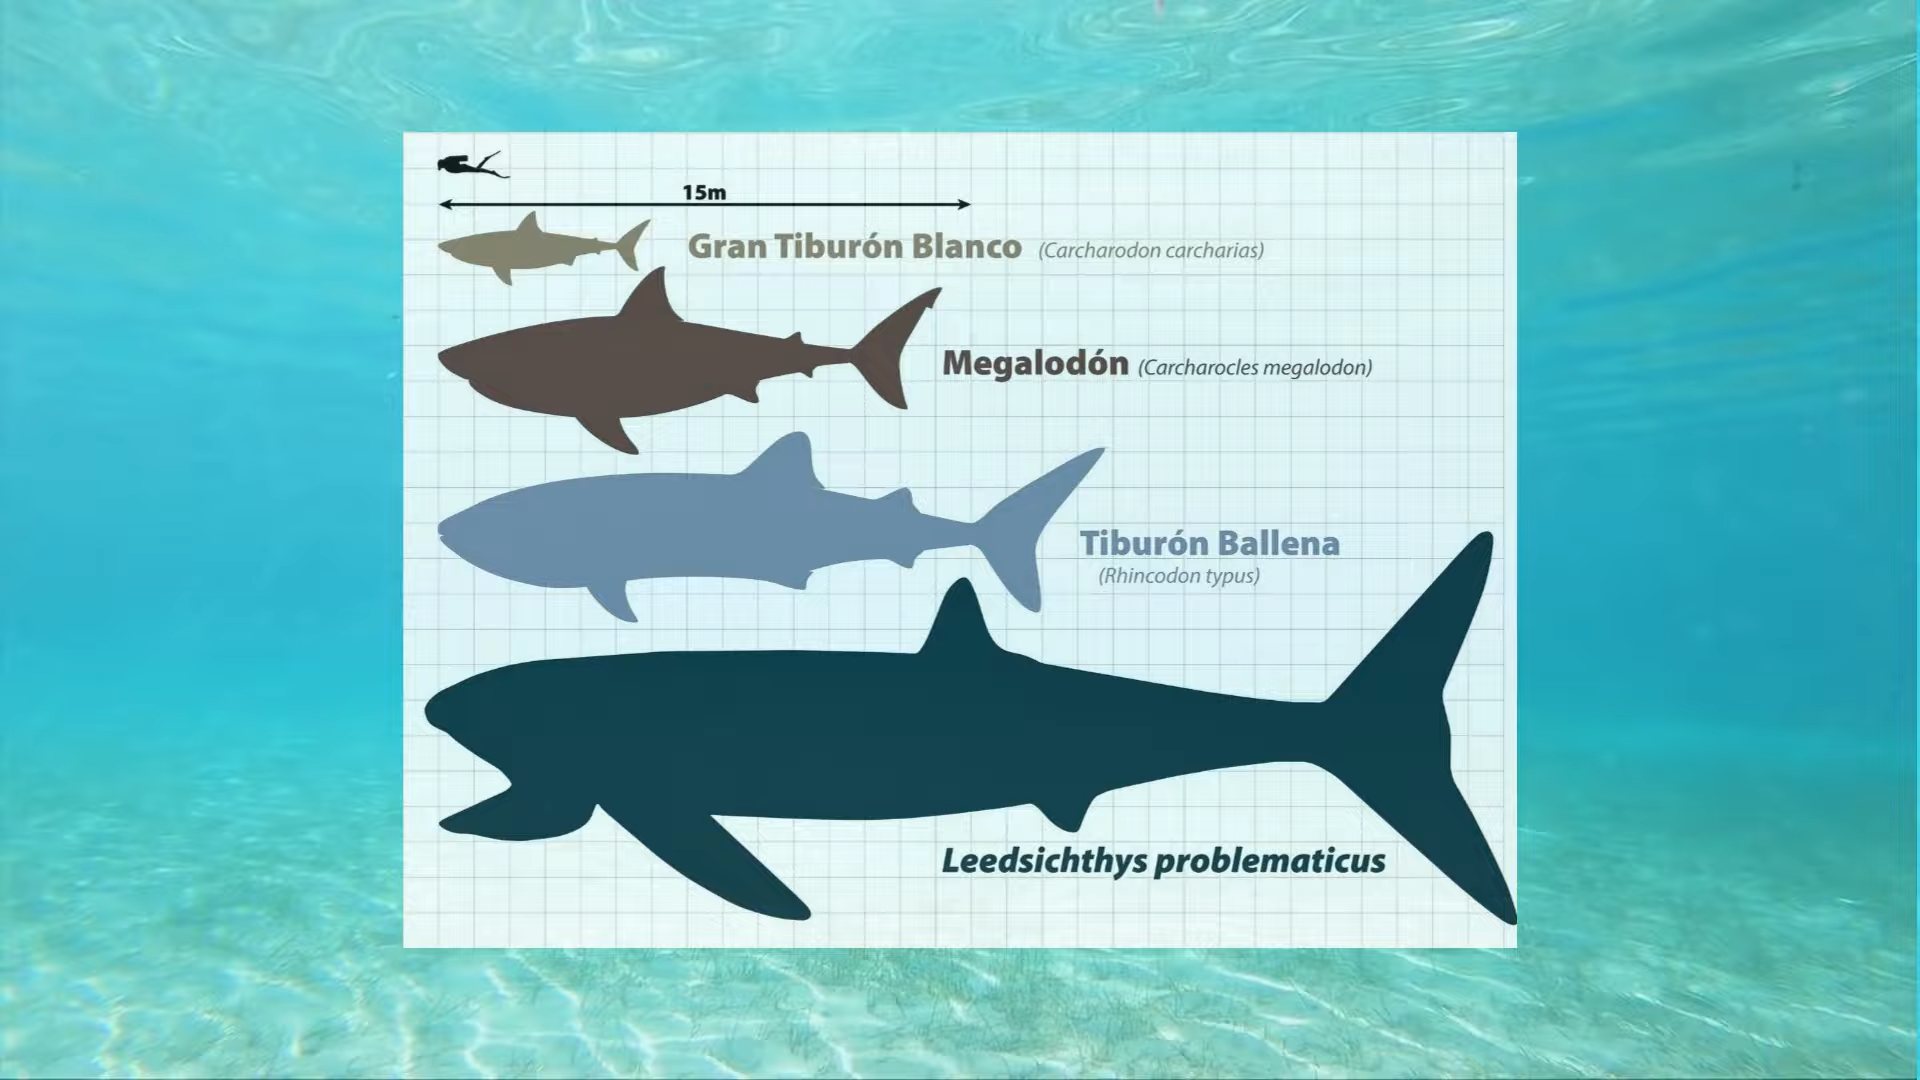 15m
Gran Tiburón Blanco (Carcharodon carcharias)
Megalodón (Carcharocles megalodon)
Tiburón Ballena
(Rhincodon typus)
Leedsichthys problematicus